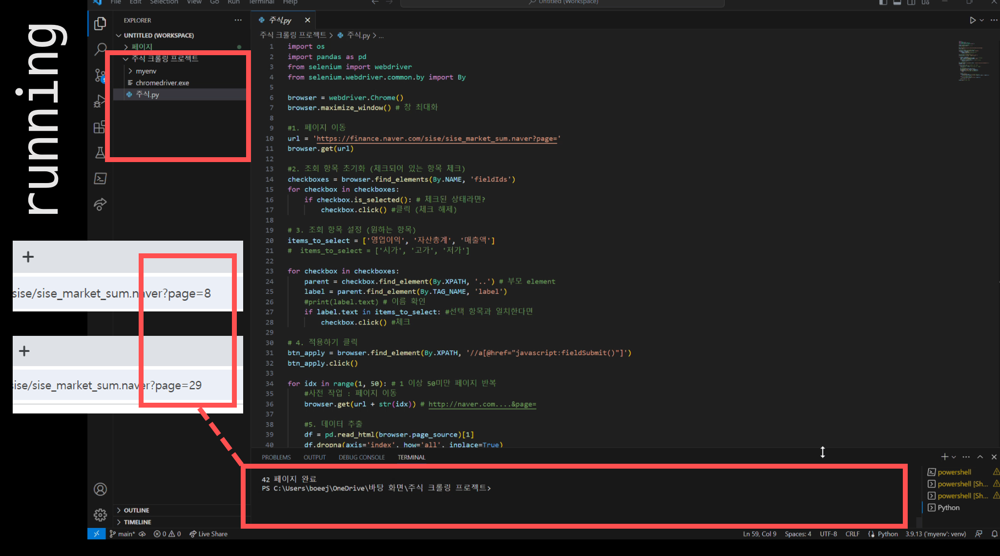 running
File Edit Selection View Go Run Terminal Help
Untitled (Workspace)
EXPLORER
UNTITLED (WORKSPACE)
페이지
주식 크롤링 프로젝트
myenv
chromedriver.exe
주식.py
OUTLINE
TIMELINE
sise/sise_market_sum.naver?page=8
sise/sise_market_sum.naver?page=29
주식.py
주식 크롤링 프로젝트 > 주식.py > ...
1 import os
2 import pandas as pd
3 from selenium import webdriver
4 from selenium.webdriver.common.by import By
5
6 browser = webdriver.Chrome()
7 browser.maximize_window() # 창 최대화
8
9 #1. 페이지 이동
10 url = 'https://finance.naver.com/sise/sise_market_sum.naver?page='
11 browser.get(url)
12
13 #2. 조회 항목 초기화 (체크되어 있는 항목 체크)
14 checkboxes = browser.find_elements(By.NAME, 'fieldIds')
15 for checkbox in checkboxes:
16 if checkbox.is_selected(): # 체크된 상태라면?
17 checkbox.click() #클릭 (체크 해제)
18
19 # 3. 조회 항목 설정 (원하는 항목)
20 items_to_select = ['영업이익', '자산총계', '매출액']
21 # items_to_select = ['시가', '고가', '저가']
22
23 for checkbox in checkboxes:
24 parent = checkbox.find_element(By.XPATH, '..') # 부모 element
25 label = parent.find_element(By.TAG_NAME, 'label')
26 #print(label.text) # 이름 확인
27 if label.text in items_to_select: #선택 항목과 일치한다면
28 checkbox.click() #체크
29
30 # 4. 적용하기 클릭
31 btn_apply = browser.find_element(By.XPATH, '//a[@href="javascript:fieldSubmit()"]')
32 btn_apply.click()
33
34 for idx in range(1, 50): # 1 이상 50미만 페이지 반복
35 #사전 작업 : 페이지 이동
36 browser.get(url + str(idx)) # http://naver.com....&page=
37
38 #5. 데이터 추출
39 df = pd.read_html(browser.page_source)[1]
40 df.dropna(axis='index', how='all', inplace=True)
PROBLEMS OUTPUT DEBUG CONSOLE TERMINAL
42 페이지 완료
PS C:\Users\boeej\OneDrive\바탕 화면\주식 크롤링 프로젝트>
powershell
powershell [Sh...
powershell [Sh...
Python
main* 0 0 Live Share
Ln 59, Col 9 Spaces: 4 UTF-8 CRLF Python 3.9.13 ('myenv': venv)